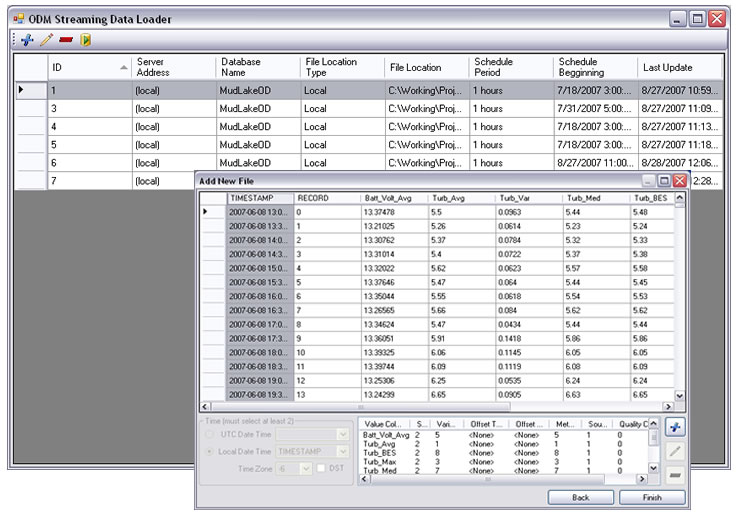 ODM Streaming Data Loader
ID Server Address Database Name File Location Type File Location Schedule Period Schedule Begginning Last Update
1 (local) MudLakeOD Local C:\Working\Proj... 1 hours 7/18/2007 3:00:... 8/27/2007 10:59...
3 (local) MudLakeOD Local C:\Working\Proj... 1 hours 7/31/2007 5:00:... 8/27/2007 11:09...
4 (local) MudLakeOD Local C:\Working\Proj... 1 hours 7/18/2007 3:00:... 8/27/2007 11:13...
5 (local) MudLakeOD Local C:\Working\Proj... 1 hours 7/18/2007 3:00:... 8/27/2007 11:18...
6 (local) MudLakeOD Local C:\Working\Proj... 1 hours 8/27/2007 11:00... 8/28/2007 12:06...
7 (local) 2:28...
Add New File
TIMESTAMP RECORD Batt_Volt_Avg Turb_Avg Turb_Var Turb_Med Turb_BES
2007-06-08 13:0... 0 13.37478 5.5 0.0963 5.44 5.48
2007-06-08 13:3... 1 13.21025 5.26 0.0614 5.23 5.24
2007-06-08 14:0... 2 13.30762 5.37 0.0784 5.32 5.33
2007-06-08 14:3... 3 13.31014 5.4 0.0722 5.37 5.38
2007-06-08 15:0... 4 13.32022 5.62 0.0623 5.57 5.58
2007-06-08 15:3... 5 13.37646 5.47 0.064 5.44 5.45
2007-06-08 16:0... 6 13.35044 5.55 0.0618 5.54 5.53
2007-06-08 16:3... 7 13.26565 5.66 0.084 5.62 5.62
2007-06-08 17:0... 8 13.34624 5.47 0.0434 5.44 5.44
2007-06-08 17:3... 9 13.36051 5.91 0.1418 5.86 5.86
2007-06-08 18:0... 10 13.39325 6.06 0.1145 6.05 6.05
2007-06-08 18:3... 11 13.39744 6.09 0.1119 6.08 6.09
2007-06-08 19:0... 12 13.25306 6.25 0.0535 6.24 6.24
2007-06-08 19:3... 13 13.24299 6.65 0.0905 6.63 6.65
Time (must select at least 2)
UTC Date Time
Local Date Time TIMESTAMP
Time Zone -6 DST
Value Col... S... Vari... Offset T... Offset ... Met... Sou... Quality C
Batt_Volt_Avg 2 5 <None> <None> 5 1 0
Turb_Avg 2 1 <None> <None> 1 1 0
Turb_BES 2 8 <None> <None> 8 1 0
Turb_Max 2 3 <None> <None> 3 1 0
Turb_Med 2 7 <None> <None> 7 1 0
Back Finish